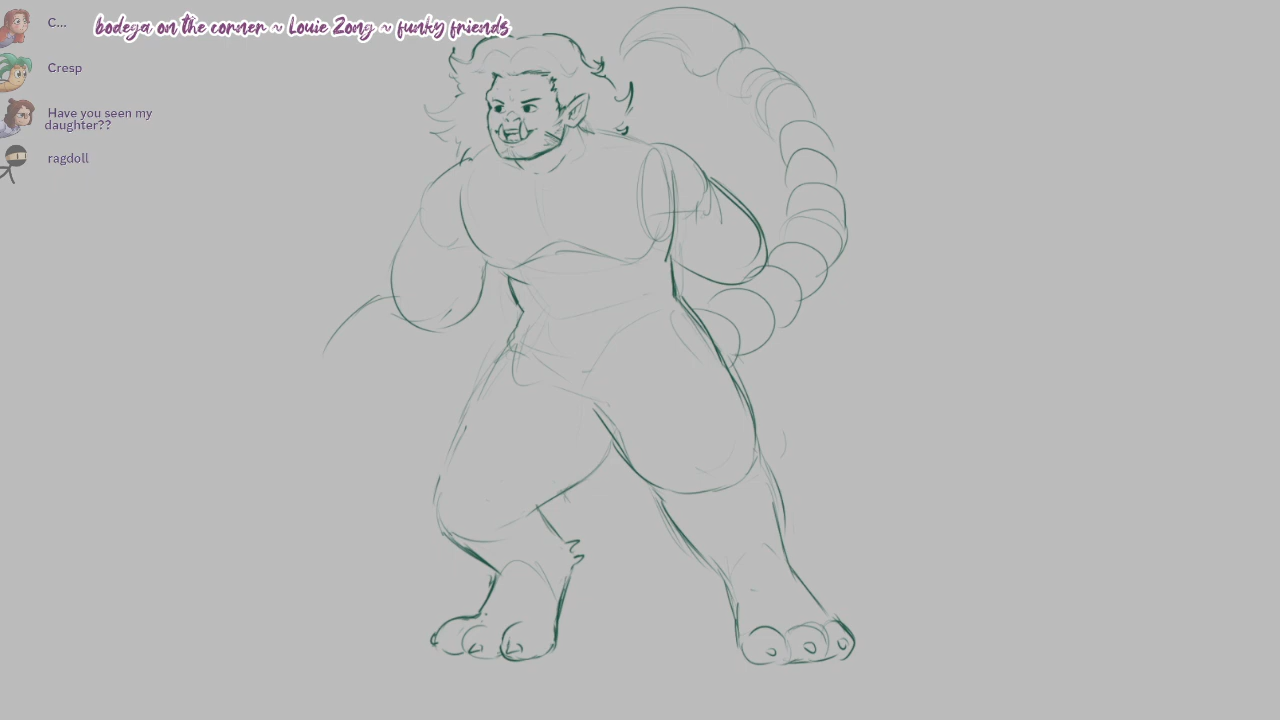 C...
bodega on the corner ~ Louie Zong ~ funky friends
Cresp
Have you seen my
daughter??
ragdoll